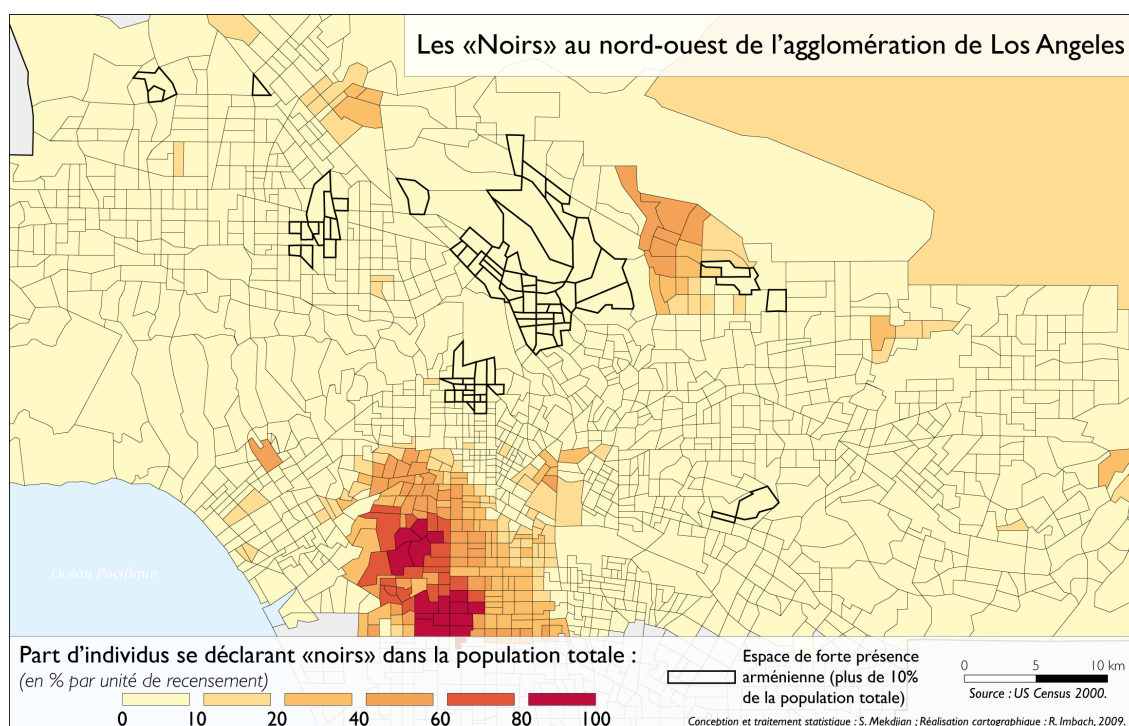 Les «Noirs» au nord-ouest de l'agglomération de Los Angeles
Océan Pacifique
Part d'individus se déclarant «noirs» dans la population totale :
(en % par unité de recensement)
0 10 20 40 60 80 100
Espace de forte présence
arménienne (plus de 10%
de la population totale)
0 5 10 km
Source : US Census 2000.
Conception et traitement statistique : S. Mekdjian ; Réalisation cartographique : R. Imbach, 2009.